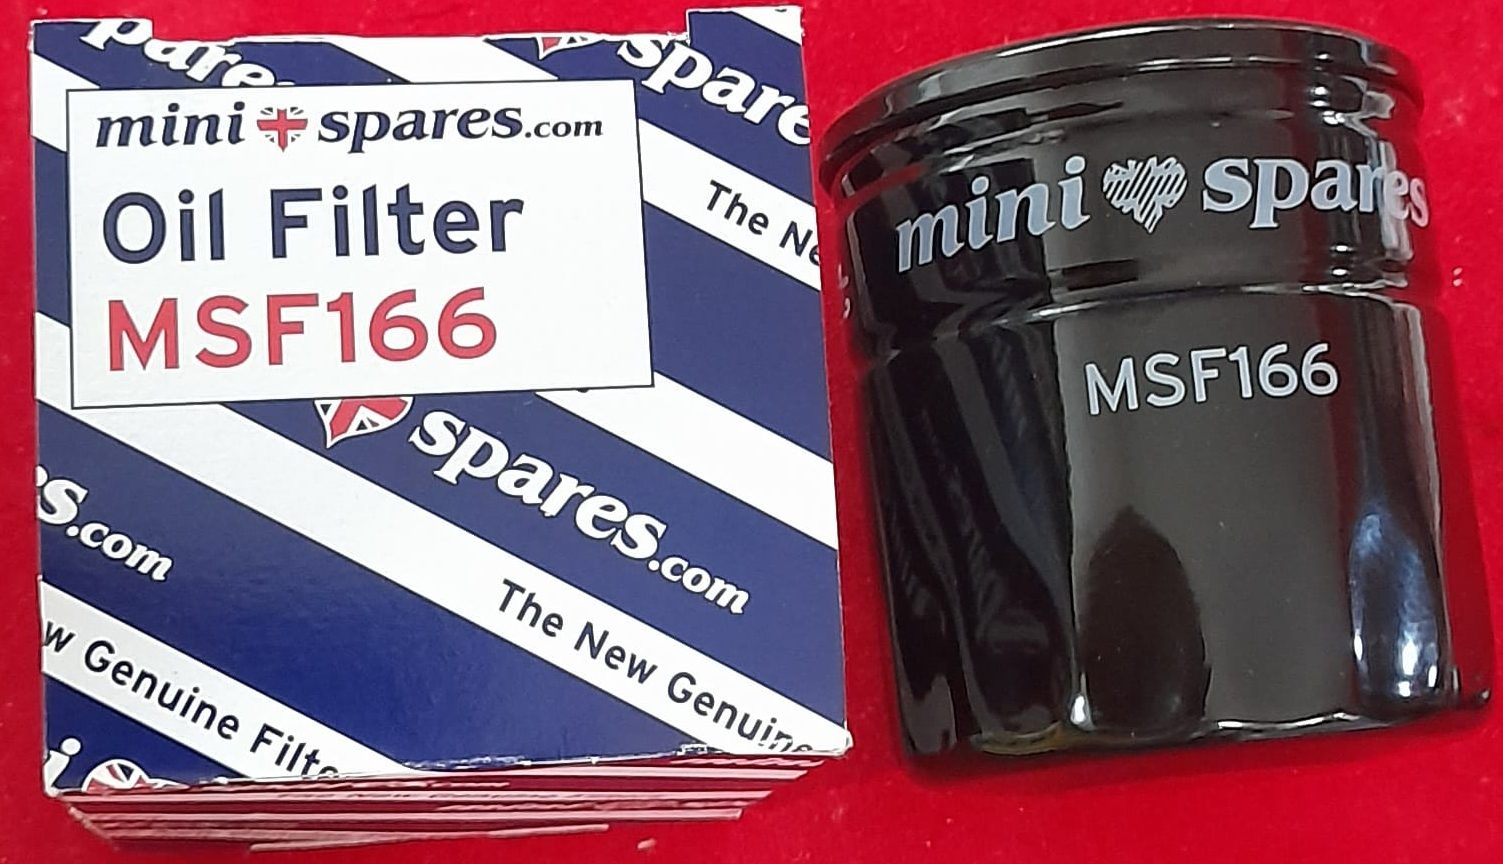 pares
spares
mini spares.com
Oil Filter
MSF166
The Ne
spares.com
s.com
The New Genuine
w Genuine Filte
i
mini spares
MSF166